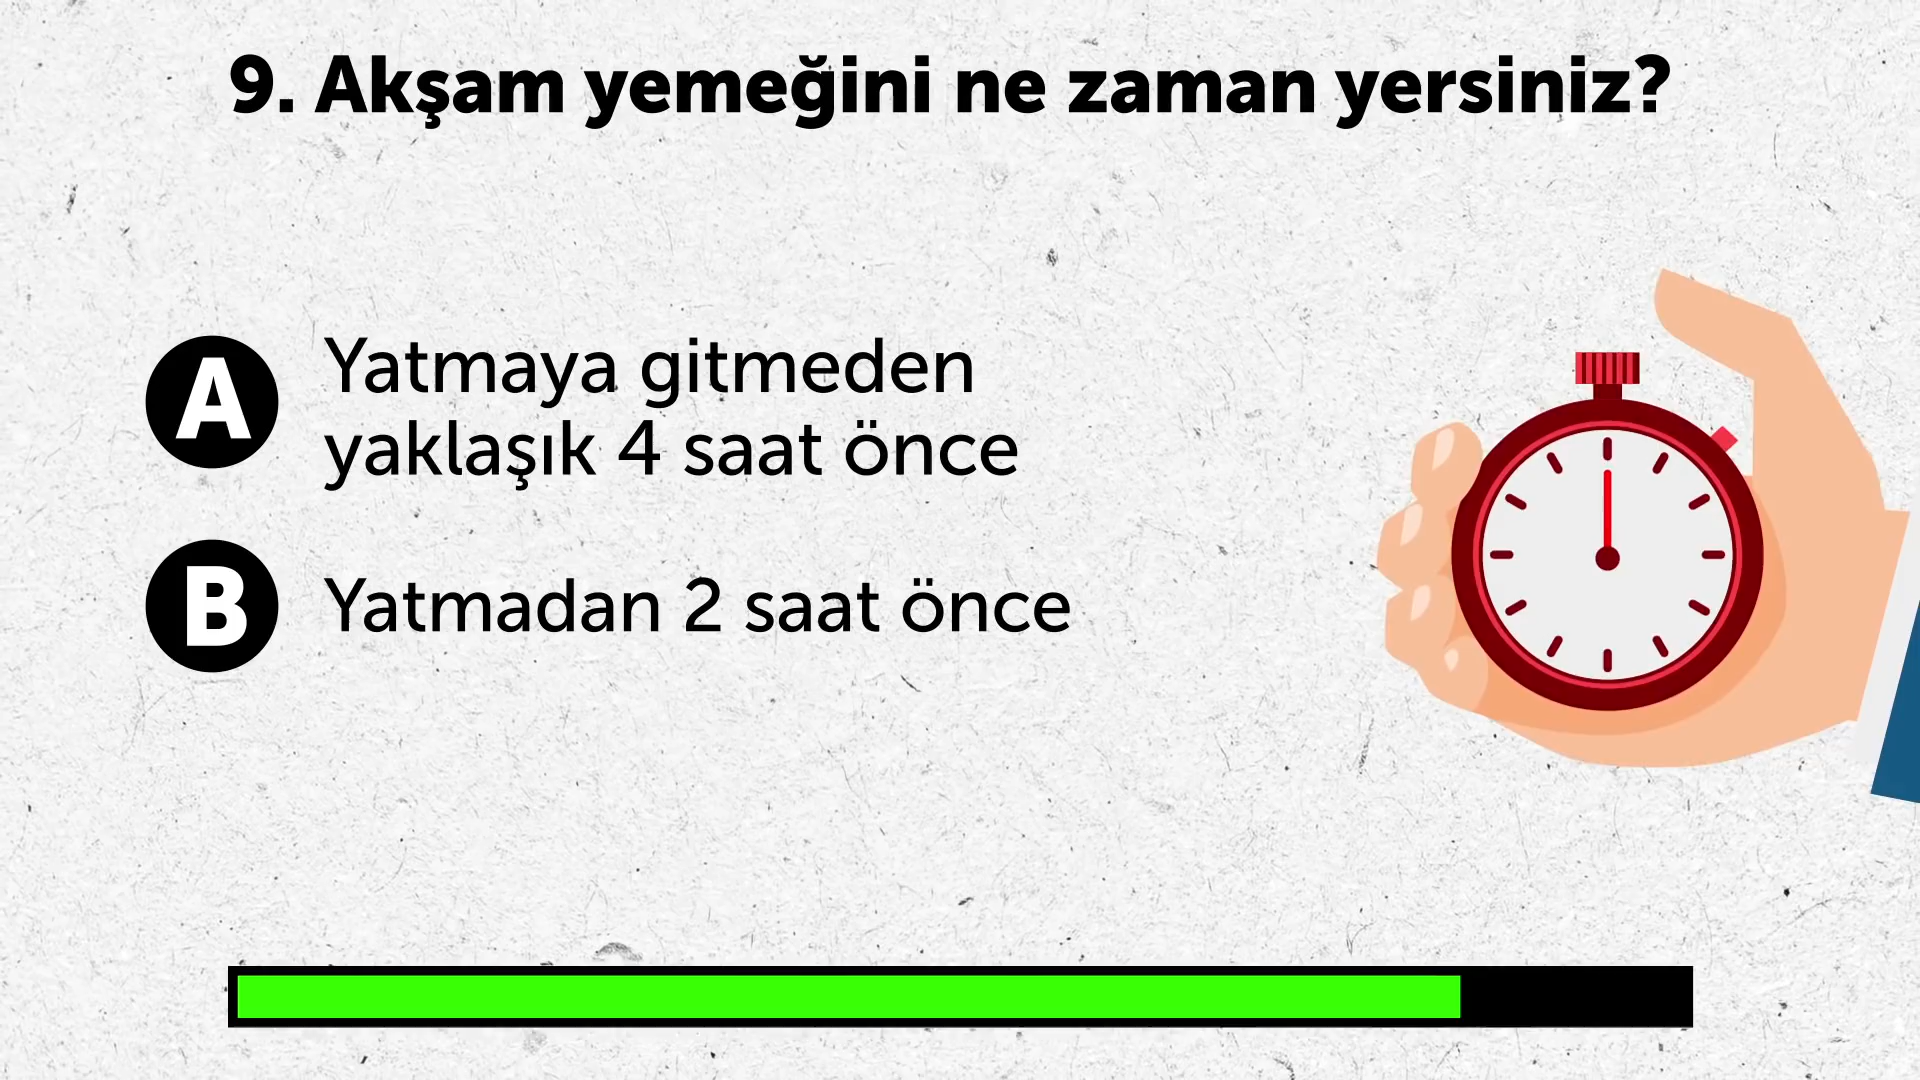 9. Akşam yemeğini ne zaman yersiniz?
A Yatmaya gitmeden
yaklaşık 4 saat önce
B Yatmadan 2 saat önce